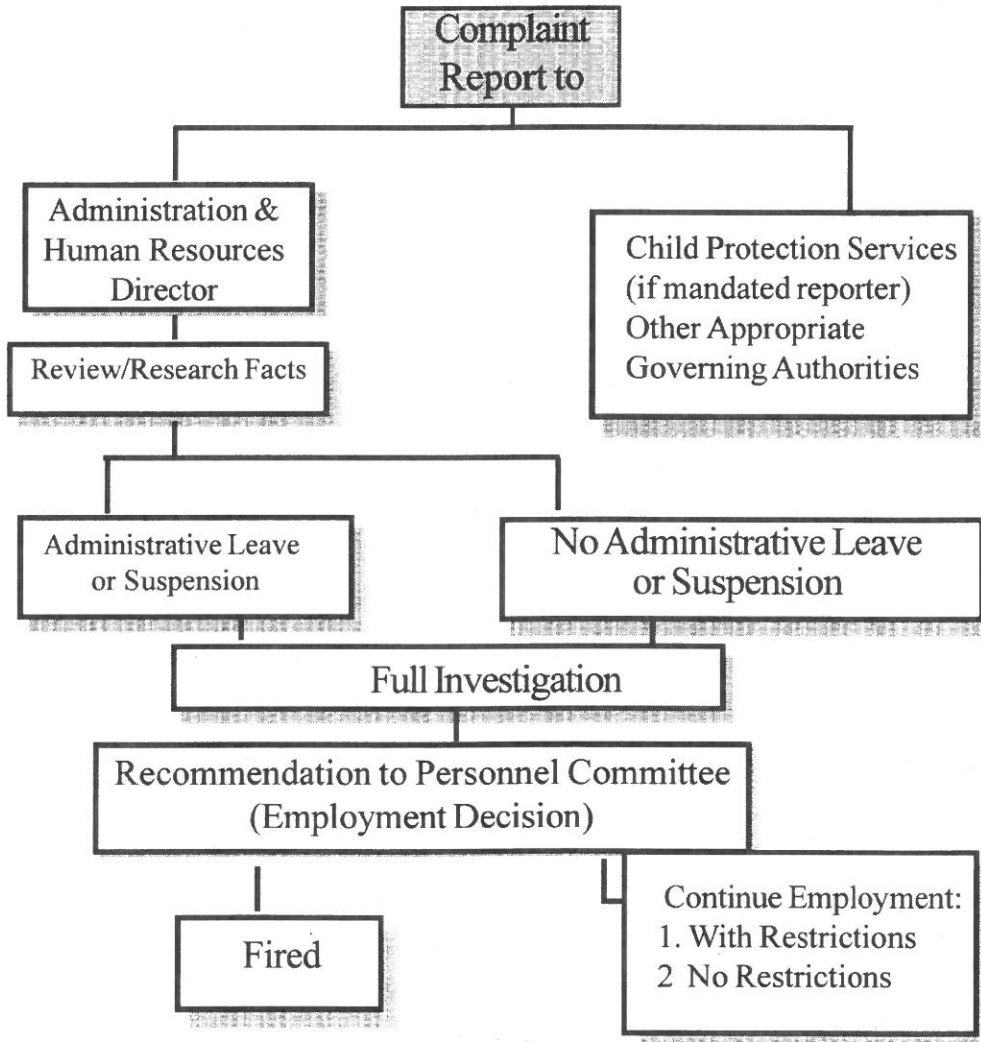 Complaint
Report to
Administration &
Human Resources
Director
Child Protection Services
(if mandated reporter)
Other Appropriate
Governing Authorities
Review/Research Facts
Administrative Leave
or Suspension
No Administrative Leave
or Suspension
Full Investigation
Recommendation to Personnel Committee
(Employment Decision)
Fired
Continue Employment:
1. With Restrictions
2 No Restrictions